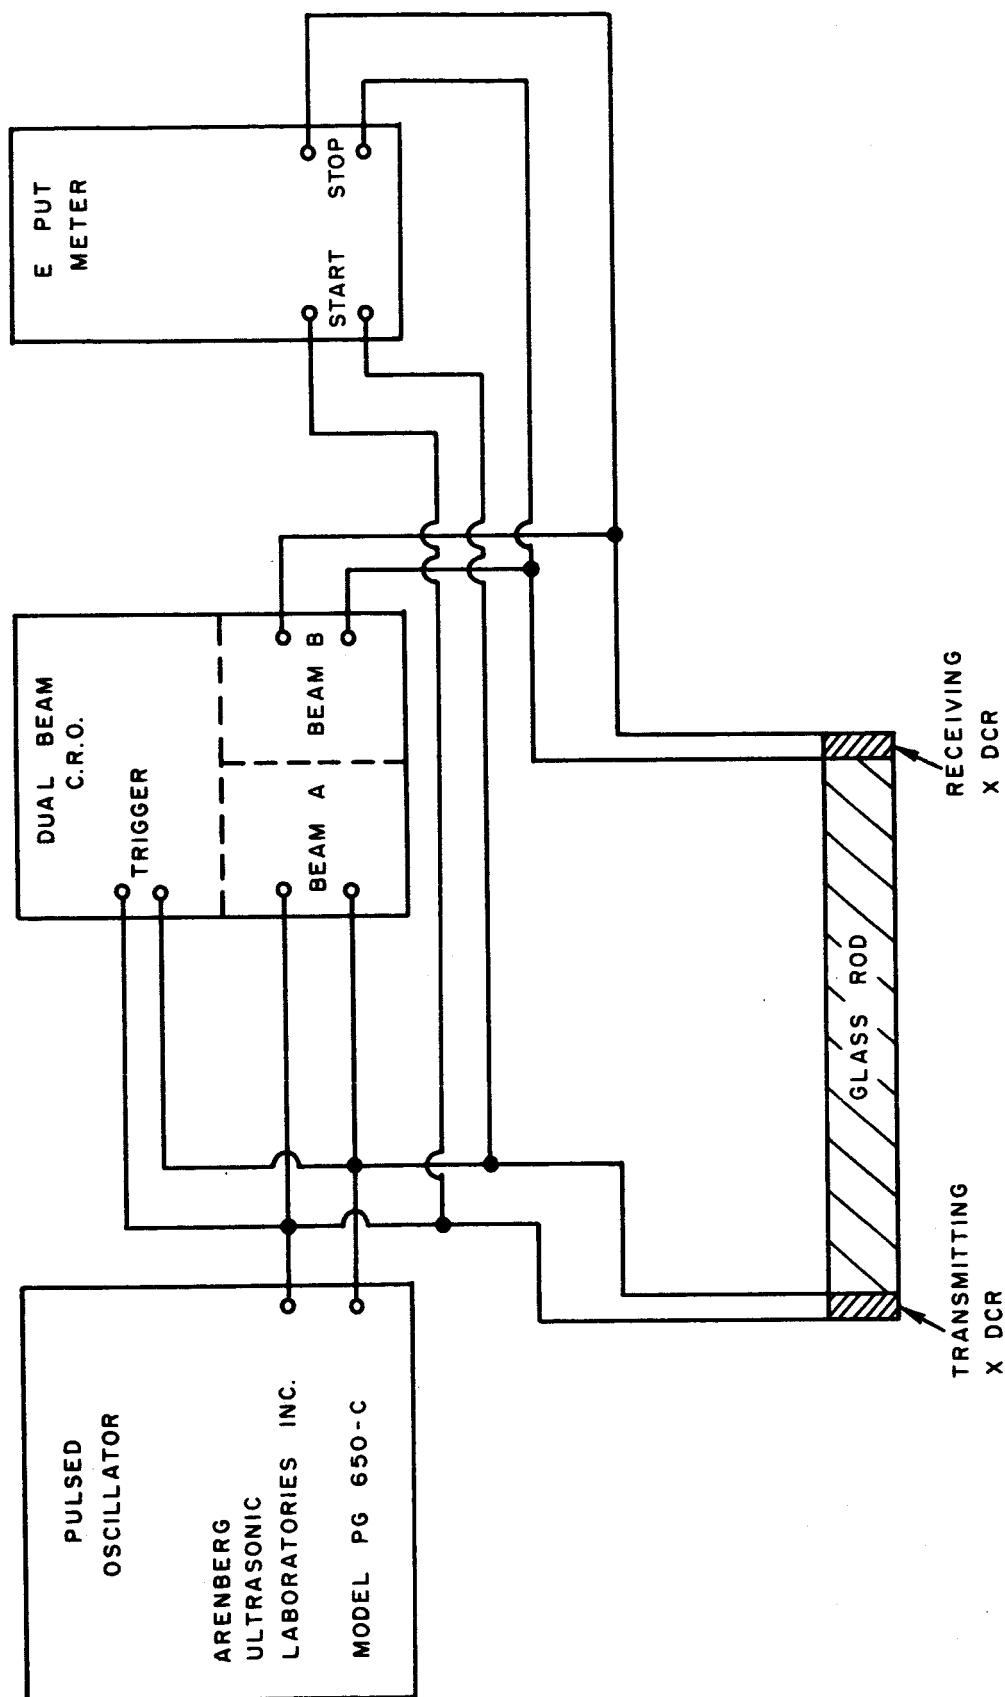 PULSED
OSCILLATOR
ARENBERG
ULTRASONIC
LABORATORIES INC.
MODEL PG 650-C
DUAL BEAM
C.R.O.
TRIGGER
BEAM A
BEAM B
E PUT
METER
START
STOP
TRANSMITTING
X DCR
GLASS ROD
RECEIVING
X DCR